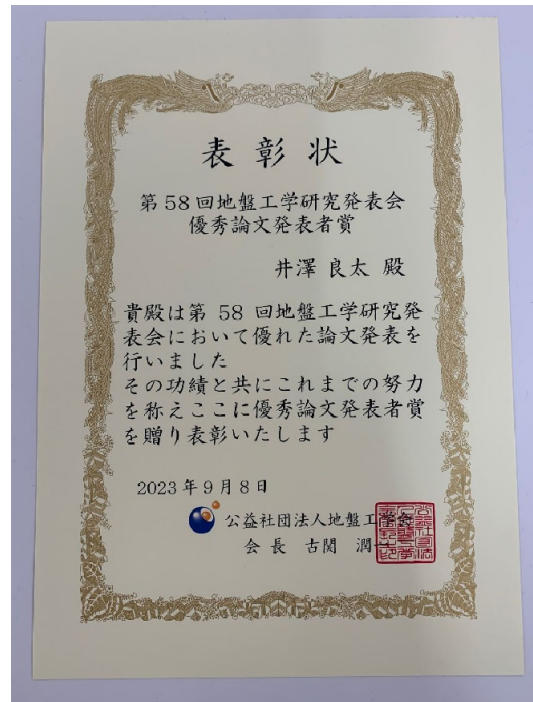 表彰状
第58回地盤工学研究発表会
優秀論文発表者賞
井澤良太 殿
貴殿は第 58 回地盤工学研究発
表会において優れた論文発表を
行いました
その功績と共にこれまでの努力
を称えここに優秀論文発表者賞
を贈り表彰いたします
2023年9月8日
公益社団法人地盤工学会
会長 古関 潤一